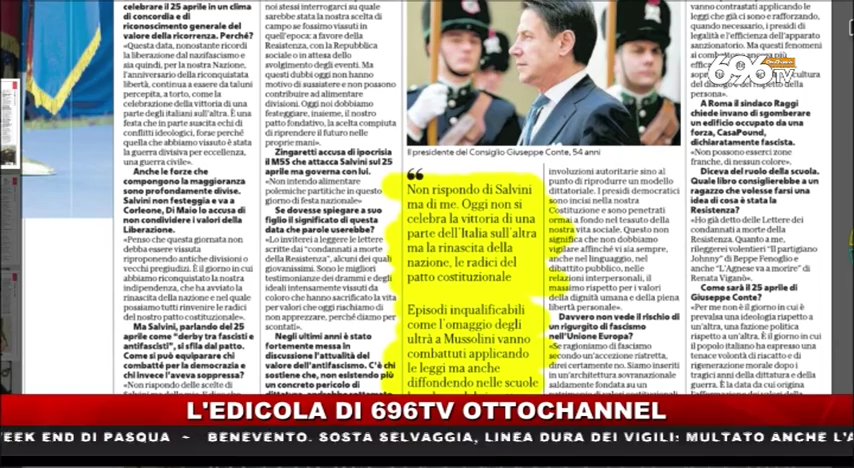 celebrare il 25 aprile in un clima
di concordia e di
riconoscimento generale del
valore della ricorrenza. Perché?
«Questa data, nonostante ricordi
la liberazione dal nazifascismo e
sia quindi, per la nostra Nazione,
l'anniversario della riconquistata
libertà, continua a essere da taluni
percepita, a torto, come la
celebrazione della vittoria di una
parte degli italiani sull'altra. È una
festa che in parte suscita echi di
conflitti ideologici, forse perché
quella che abbiamo vissuto è stata
la guerra divisiva per eccellenza,
una guerra civile».
Anche le forze che
compongono la maggioranza
sono profondamente divise.
Salvini non festeggia e va a
Corleone, Di Maio lo accusa di
non condividere i valori della
Liberazione.
«Penso che questa giornata non
debba essere vissuta
riproponendo antiche divisioni o
vecchi pregiudizi. È il giorno in cui
abbiamo riconquistato la nostra
indipendenza, che ha avviato la
rinascita della nazione e nel quale
possiamo tutti rinvenire le radici
del nostro patto costituzionale».
Ma Salvini, parlando del 25
aprile come "derby tra fascisti e
antifascisti", si sfila dal patto.
Come si può equiparare chi
combatté per la democrazia e
chi invece l'aveva soppressa?
«Non rispondo delle scelte di
noi stessi interrogarci su quale
sarebbe stata la nostra scelta di
campo se fossimo vissuti in
quell'epoca: a favore della
Resistenza, con la Repubblica
sociale o in attesa dello
svolgimento degli eventi. Ma
questi dubbi oggi non hanno
motivo di sussistere e non possono
contribuire ad alimentare
divisioni. Oggi noi dobbiamo
festeggiare, insieme, il nostro
patto fondativo, la scelta compiuta
di riprendere il futuro nelle
proprie mani».
Zingaretti accusa di ipocrisia
il M5S che attacca Salvini sul 25
aprile ma governa con lui.
«Non intendo alimentare
polemiche partitiche in questo
giorno di festa nazionale»
Se dovesse spiegare a suo
figlio il significato di questa
data che parole userebbe?
«Lo inviterei a leggere le lettere
scritte dai "condannati a morte
della Resistenza", alcuni dei quali
giovanissimi. Sono le migliori
testimonianze dei drammi e degli
ideali intensamente vissuti da
coloro che hanno sacrificato la vita
per valori che oggi rischiamo di
non apprezzare, perché diamo per
scontati».
Negli ultimi anni è stato
fortemente messa in
discussione l'attualità del
valore dell'antifascismo. C'è chi
sostiene che, non esistendo più
un concreto pericolo di
Il presidente del Consiglio Giuseppe Conte, 54 anni
“
Non rispondo di Salvini
ma di me. Oggi non si
celebra la vittoria di una
parte dell'Italia sull'altra
ma la rinascita della
nazione, le radici del
patto costituzionale
Episodi inqualificabili
come l'omaggio degli
ultrà a Mussolini vanno
combattuti applicando
le leggi ma anche
diffondendo nelle scuole
involuzioni autoritarie sino al
punto di riprodurre un modello
dittatoriale. I presidi democratici
sono incisi nella nostra
Costituzione e sono penetrati
ormai a fondo nel tessuto della
nostra vita sociale. Questo non
significa che non dobbiamo
vigilare affinché vi sia sempre,
anche nel linguaggio, nel
dibattito pubblico, nelle
relazioni interpersonali, il
massimo rispetto per i valori
della dignità umana e della piena
libertà personale».
Davvero non vede il rischio di
un rigurgito di fascismo
nell'Unione Europea?
«Se ragioniamo di fascismo
secondo un'accezione ristretta,
direi certamente no. Siamo inseriti
in un'architettura sovranazionale
saldamente fondata su un
vanno contrastati applicando le
leggi che già ci sono e rafforzando,
quando necessario, i presidi di
legalità e l'efficienza dell'apparato
sanzionatorio. Ma questi fenomeni
A Roma il sindaco Raggi
chiede invano di sgomberare
un edificio occupato da una
forza, CasaPound,
dichiaratamente fascista.
«Non possono esserci zone
franche, di nessun colore».
Diceva del ruolo della scuola.
Quale libro consiglierebbe a un
ragazzo che volesse farsi una
idea di cosa è stata la
Resistenza?
«Ho già detto delle Lettere dei
condannati a morte della
Resistenza. Quanto a me,
rileggerei volentieri "Il partigiano
Johnny" di Beppe Fenoglio e
anche "L'Agnese va a morire" di
Renata Viganò».
Come sarà il 25 aprile di
Giuseppe Conte?
«Per me non è il giorno in cui è
prevalsa una ideologia rispetto a
un'altra, una fazione politica
rispetto a un'altra. È il giorno in cui
il popolo italiano ha espresso una
tenace volontà di riscatto e di
rigenerazione morale dopo i
tragici anni della dittatura e della
guerra. È la data da cui origina
696 TV
L'EDICOLA DI 696TV OTTOCHANNEL
WEEK END DI PASQUA ~ BENEVENTO. SOSTA SELVAGGIA, LINEA DURA DEI VIGILI: MULTATO ANCHE L'A